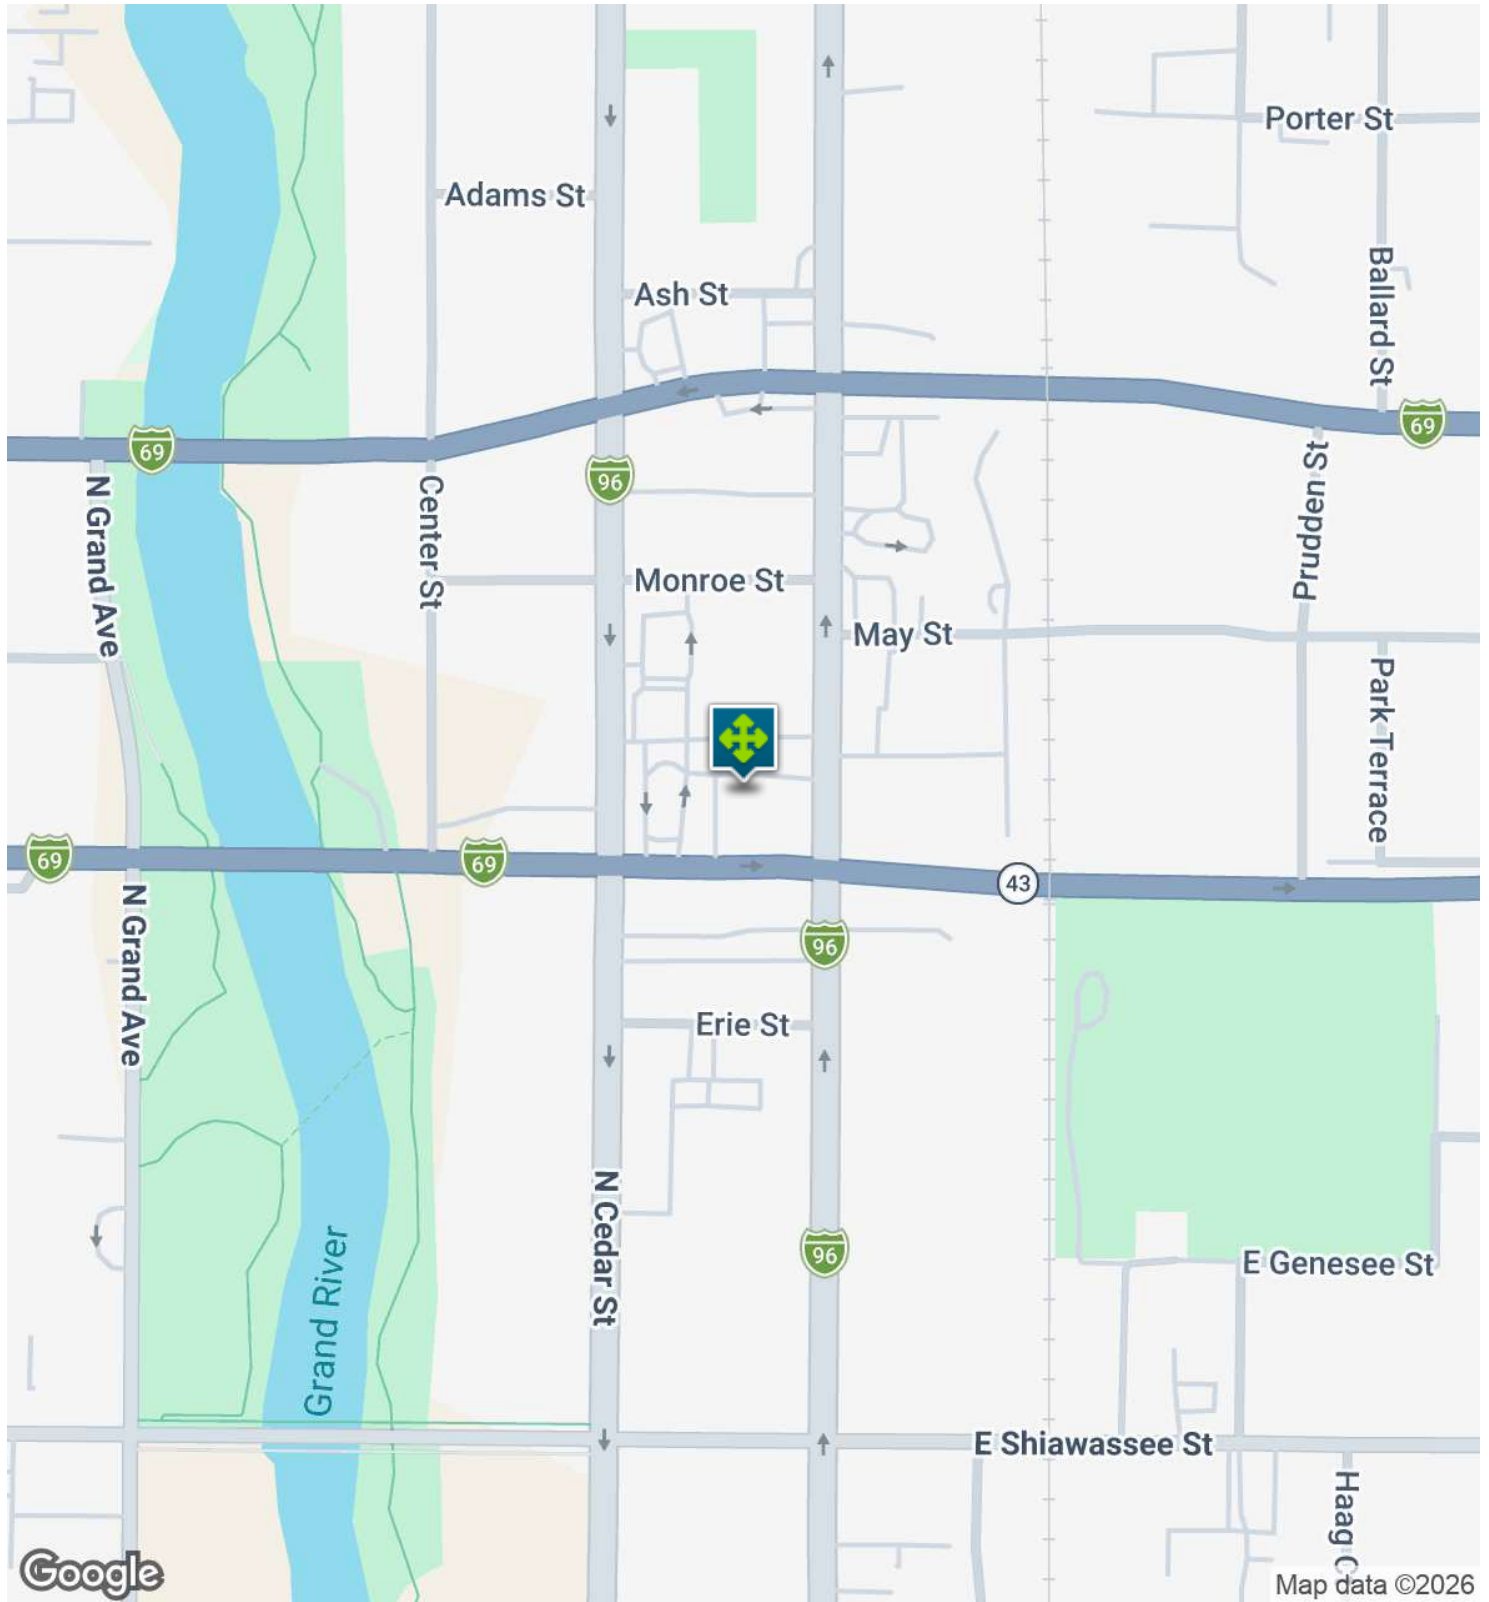 Porter St
Adams St
Ballard St
Ash St
69
69
96
N Grand Ave
Center St
Pruppen St
Monroe St
May St
Park Terrace
69
69
43
N Grand Ave
96
Erie St
N Cedar St
Grand River
96
E Genesee St
E Shiawassee St
Haag C
Google
Map data ©2026